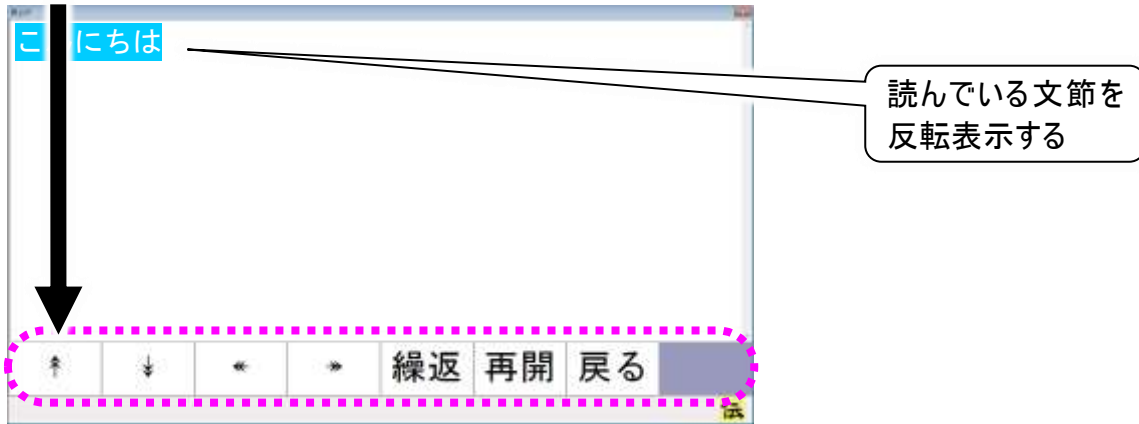 こ にちは
読んでいる文節を
反転表示する
↟ ↡ ↞ ↠ 繰返 再開 戻る
伝